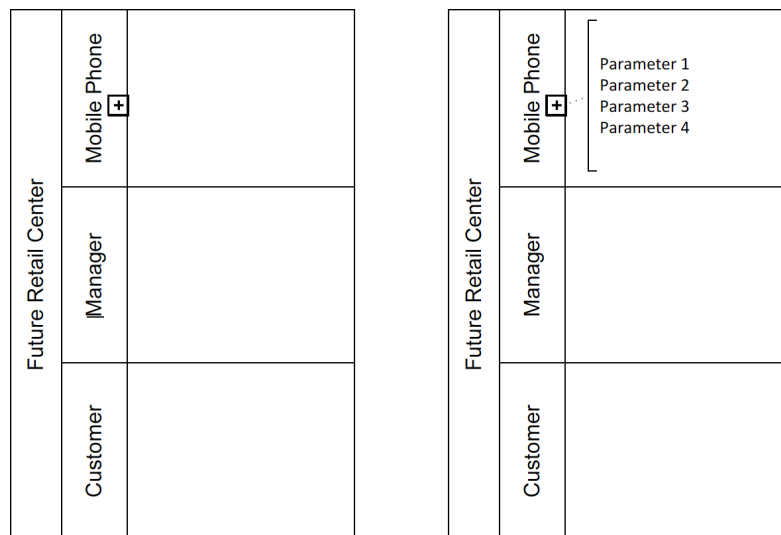 Future Retail Center
Mobile Phone
Manager
Customer
Future Retail Center
Mobile Phone
Parameter 1
Parameter 2
Parameter 3
Parameter 4
Manager
Customer